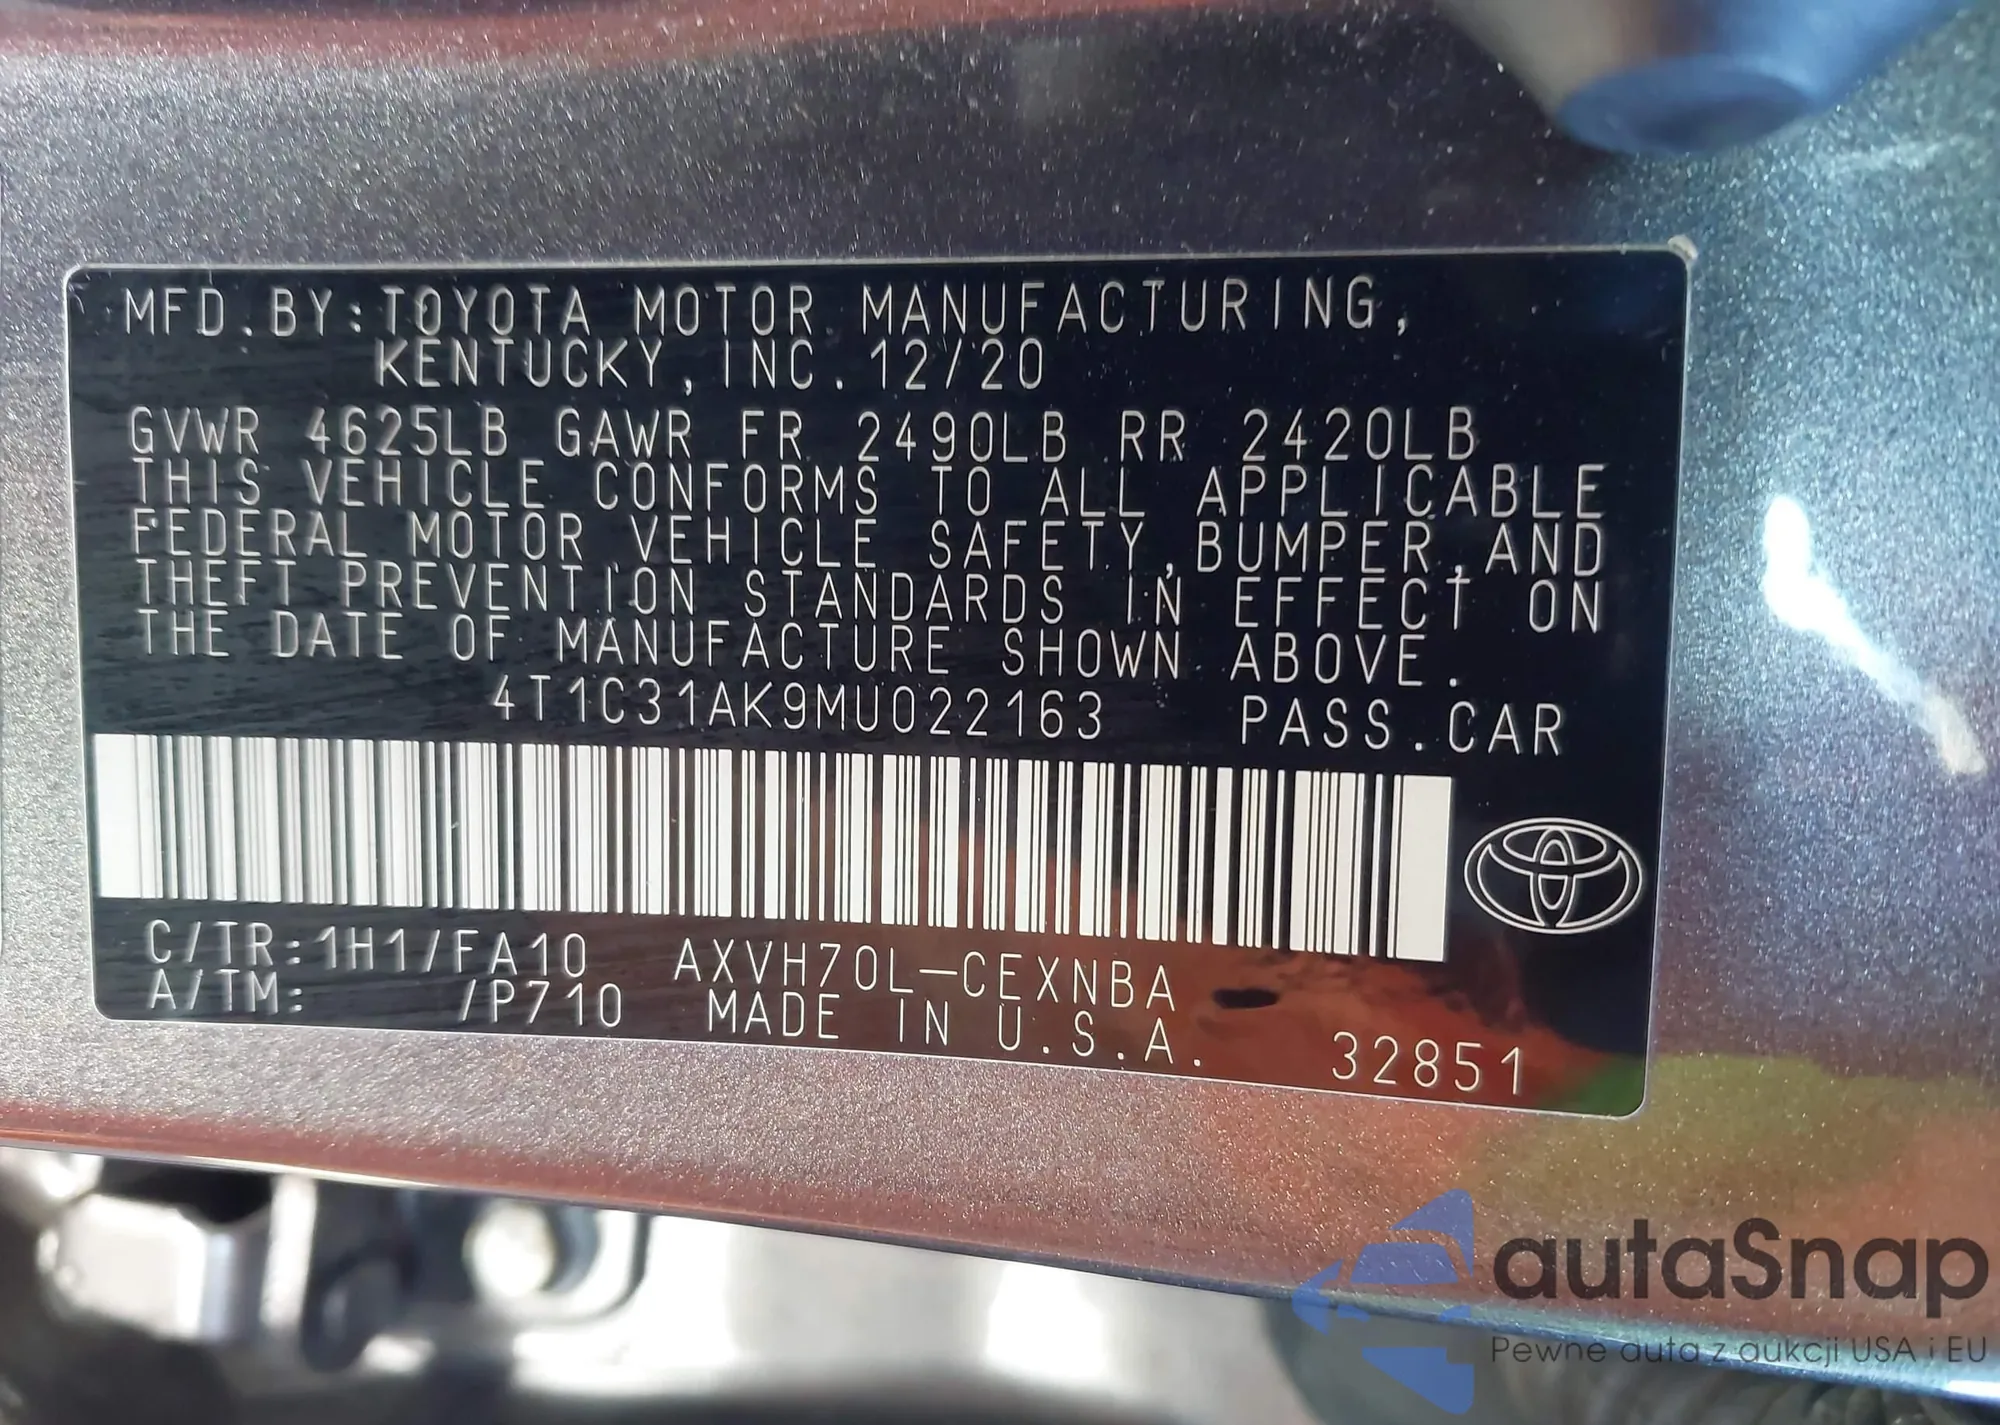 MFD.BY:TOYOTA MOTOR MANUFACTURING,
KENTUCKY,INC.12/20
GVWR 4625LB GAWR FR 2490LB RR 2420LB
THIS VEHICLE CONFORMS TO ALL APPLICABLE
FEDERAL MOTOR VEHICLE SAFETY,BUMPER,AND
THEFT PREVENTION STANDARDS IN EFFECT ON
THE DATE OF MANUFACTURE SHOWN ABOVE.
4T1C31AK9MU022163 PASS.CAR
C/TR:1H1/FA10 AXVH70L-CEXNBA
A/TM: /P710 MADE IN U.S.A. 32851
autaSnap
Pewne auta z aukcji USA i EU